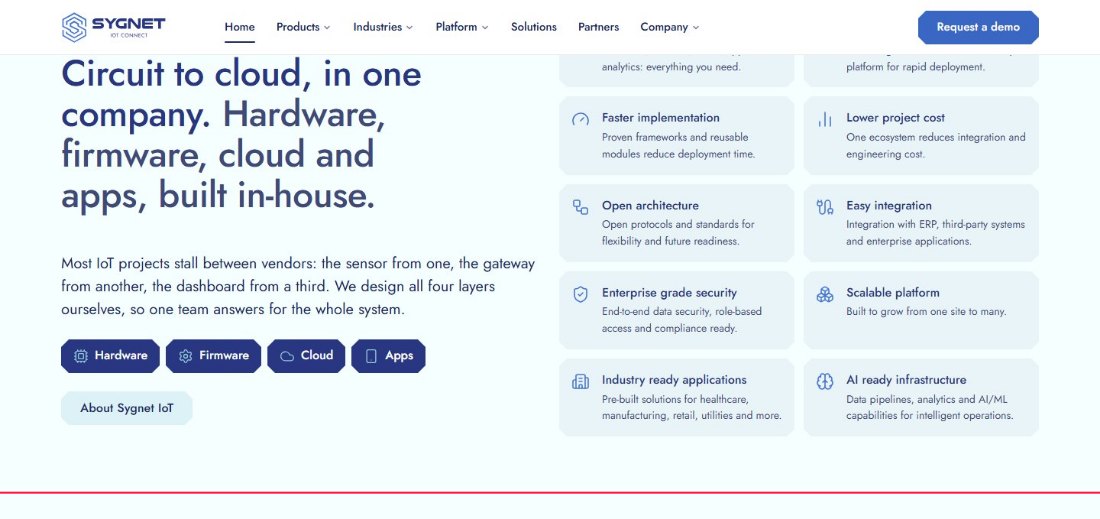 SYGNET
IOT CONNECT
Home
Products
Industries
Platform
Solutions
Partners
Company
Request a demo
Circuit to cloud, in one
company. Hardware,
firmware, cloud and
apps, built in-house.
Most IoT projects stall between vendors: the sensor from one, the gateway
from another, the dashboard from a third. We design all four layers
ourselves, so one team answers for the whole system.
Hardware
Firmware
Cloud
Apps
About Sygnet IoT
analytics: everything you need.
platform for rapid deployment.
Faster implementation
Proven frameworks and reusable
modules reduce deployment time.
Lower project cost
One ecosystem reduces integration and
engineering cost.
Open architecture
Open protocols and standards for
flexibility and future readiness.
Easy integration
Integration with ERP, third-party systems
and enterprise applications.
Enterprise grade security
End-to-end data security, role-based
access and compliance ready.
Scalable platform
Built to grow from one site to many.
Industry ready applications
Pre-built solutions for healthcare,
manufacturing, retail, utilities and more.
AI ready infrastructure
Data pipelines, analytics and AI/ML
capabilities for intelligent operations.